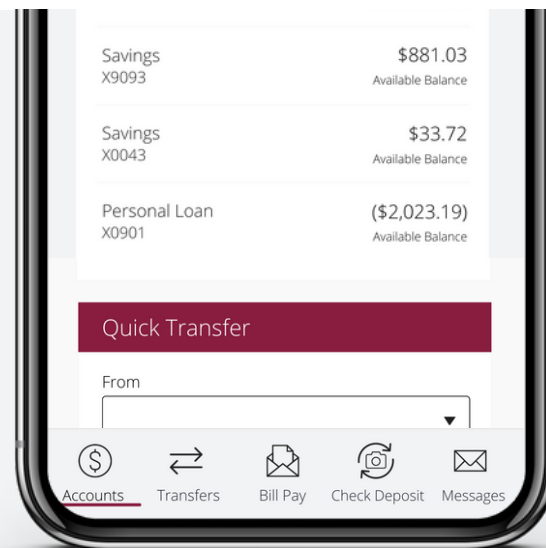 Savings
$881.03
X9093
Available Balance
Savings
$33.72
X0043
Available Balance
Personal Loan
($2,023.19)
X0901
Available Balance
Quick Transfer
From
Accounts
Transfers
Bill Pay
Check Deposit
Messages